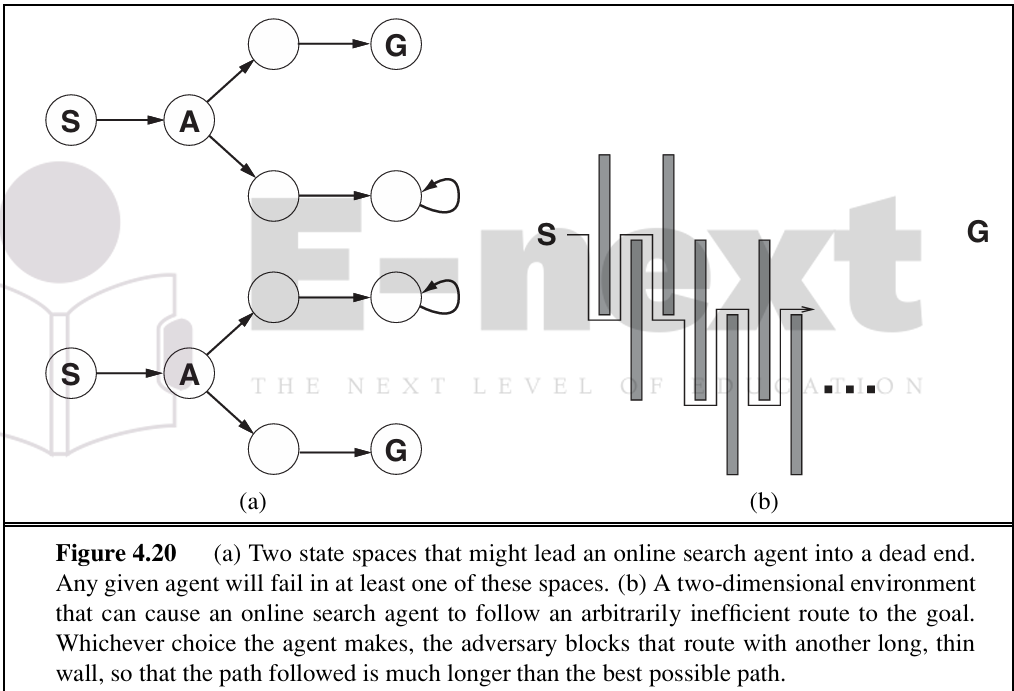 G
S A
S A
G
(a)
S G
...
(b)
E-next
THE NEXT LEVEL OF EDUCATION
Figure 4.20 (a) Two state spaces that might lead an online search agent into a dead end.
Any given agent will fail in at least one of these spaces. (b) A two-dimensional environment
that can cause an online search agent to follow an arbitrarily inefficient route to the goal.
Whichever choice the agent makes, the adversary blocks that route with another long, thin
wall, so that the path followed is much longer than the best possible path.